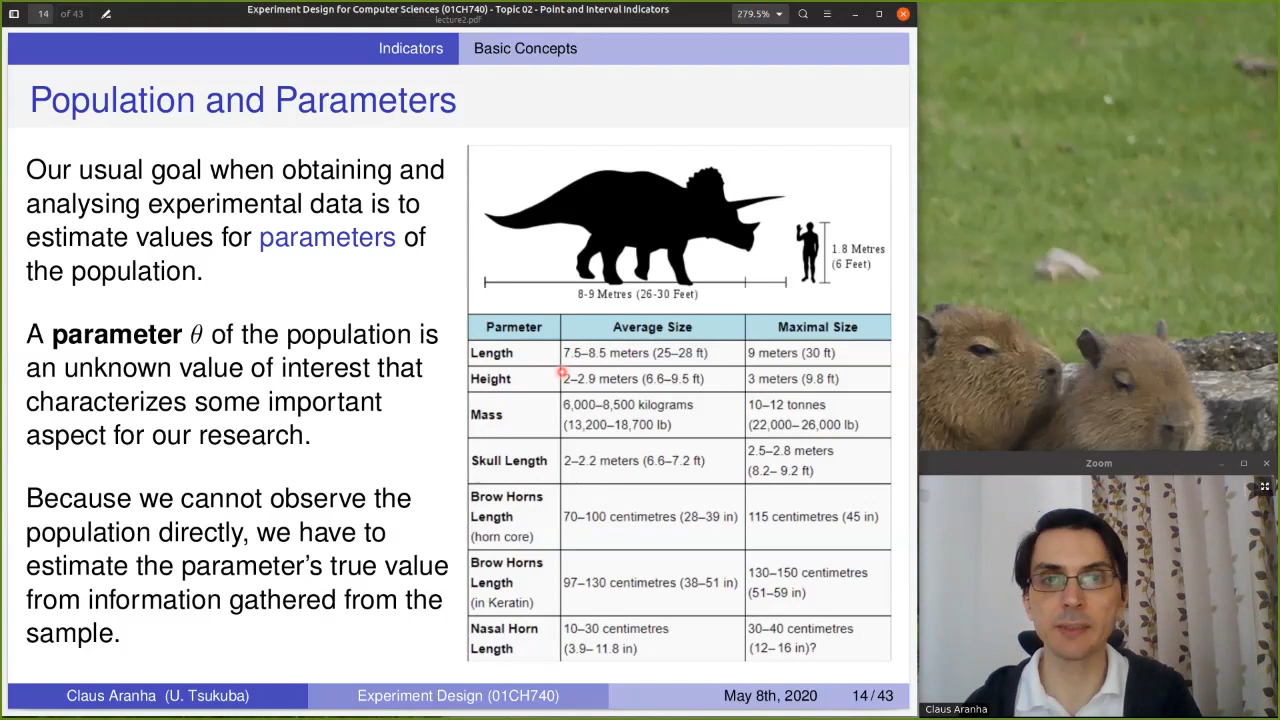 14 of 43
Experiment Design for Computer Sciences (01CH740) - Topic 02 - Point and Interval Indicators
lecture2.pdf
279.5%
Indicators
Basic Concepts
Population and Parameters
Our usual goal when obtaining and
analysing experimental data is to
estimate values for parameters of
the population.
A parameter θ of the population is
an unknown value of interest that
characterizes some important
aspect for our research.
Because we cannot observe the
population directly, we have to
estimate the parameter's true value
from information gathered from the
sample.
1.8 Metres
(6 Feet)
8-9 Metres (26-30 Feet)
Parmeter Average Size Maximal Size
Length 7.5–8.5 meters (25–28 ft) 9 meters (30 ft)
Height 2–2.9 meters (6.6–9.5 ft) 3 meters (9.8 ft)
Mass
6,000–8,500 kilograms
(13,200–18,700 lb)
10–12 tonnes
(22,000–26,000 lb)
Skull Length 2–2.2 meters (6.6–7.2 ft)
2.5–2.8 meters
(8.2– 9.2 ft)
Brow Horns
Length
(horn core)
70–100 centimetres (28–39 in) 115 centimetres (45 in)
Brow Horns
Length
(in Keratin)
97–130 centimetres (38–51 in)
130–150 centimetres
(51–59 in)
Nasal Horn
Length
10–30 centimetres
(3.9– 11.8 in)
30–40 centimetres
(12– 16 in)?
Claus Aranha (U. Tsukuba)
Experiment Design (01CH740)
May 8th, 2020
14 / 43
Zoom
Claus Aranha